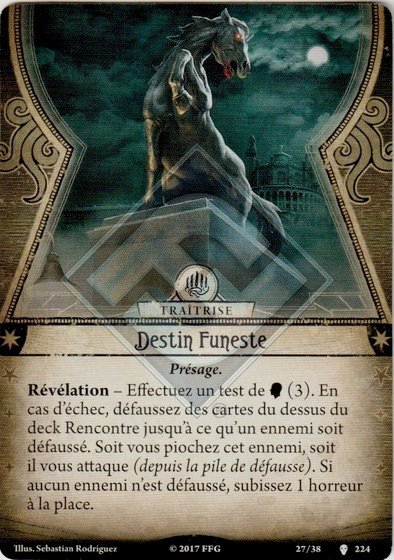 TRAÎTRISE
Destin Funeste
Présage.
Révélation – Effectuez un test de (3). En
cas d'échec, défaussez des cartes du dessus du
deck Rencontre jusqu'à ce qu'un ennemi soit
défaussé. Soit vous piochez cet ennemi, soit
il vous attaque (depuis la pile de défausse). Si
aucun ennemi n'est défaussé, subissez 1 horreur
à la place.
Illus. Sebastian Rodriguez © 2017 FFG 27/38 224